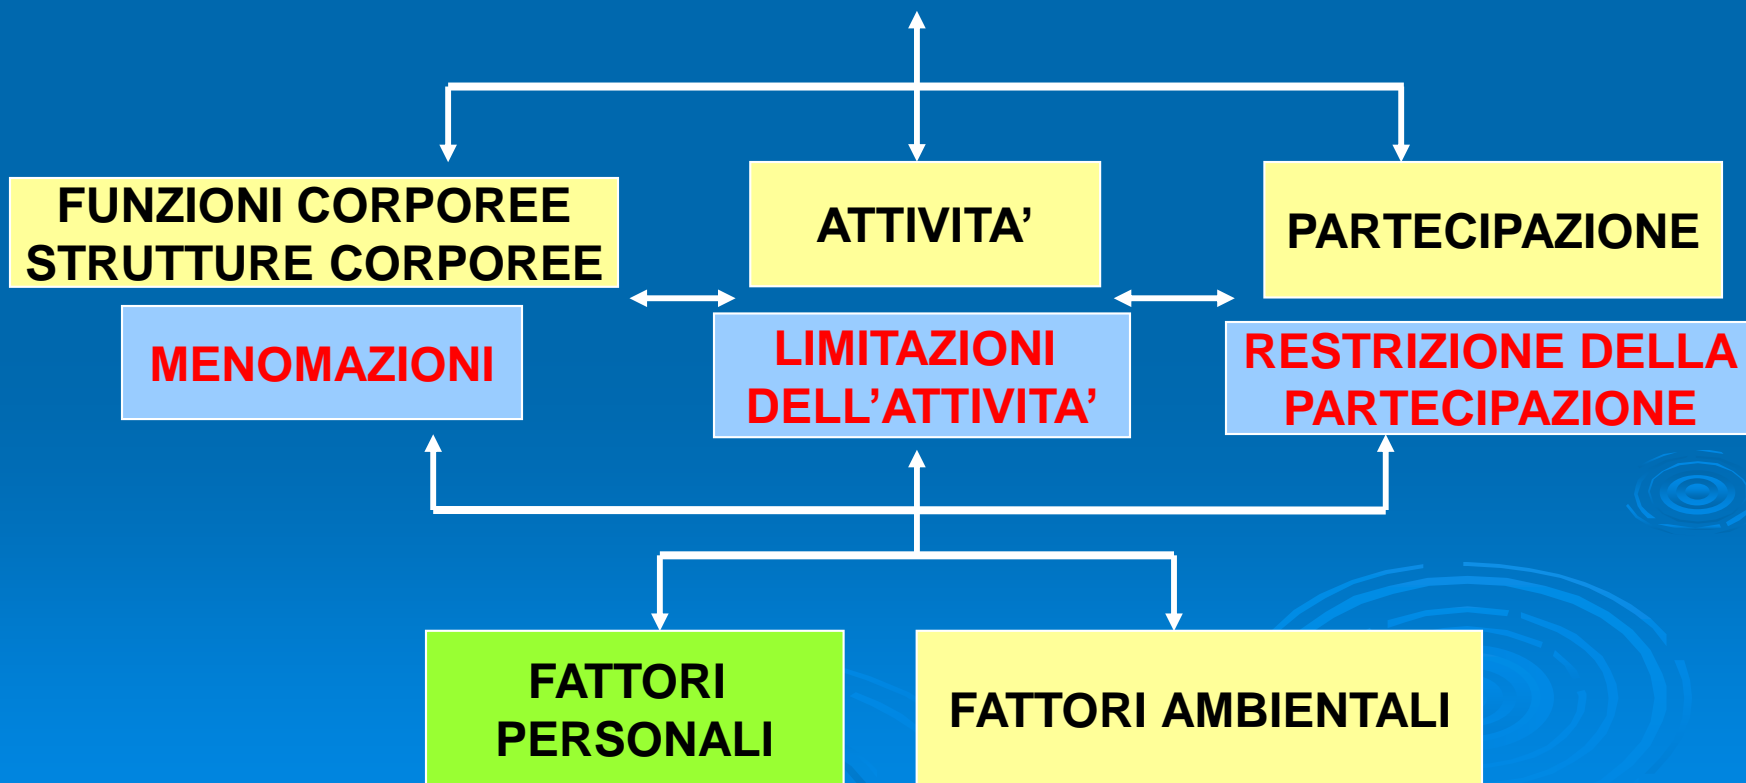 FUNZIONI CORPOREE
STRUTTURE CORPOREE
ATTIVITA’
PARTECIPAZIONE
MENOMAZIONI
LIMITAZIONI
DELL’ATTIVITA’
RESTRIZIONE DELLA
PARTECIPAZIONE
FATTORI
PERSONALI
FATTORI AMBIENTALI